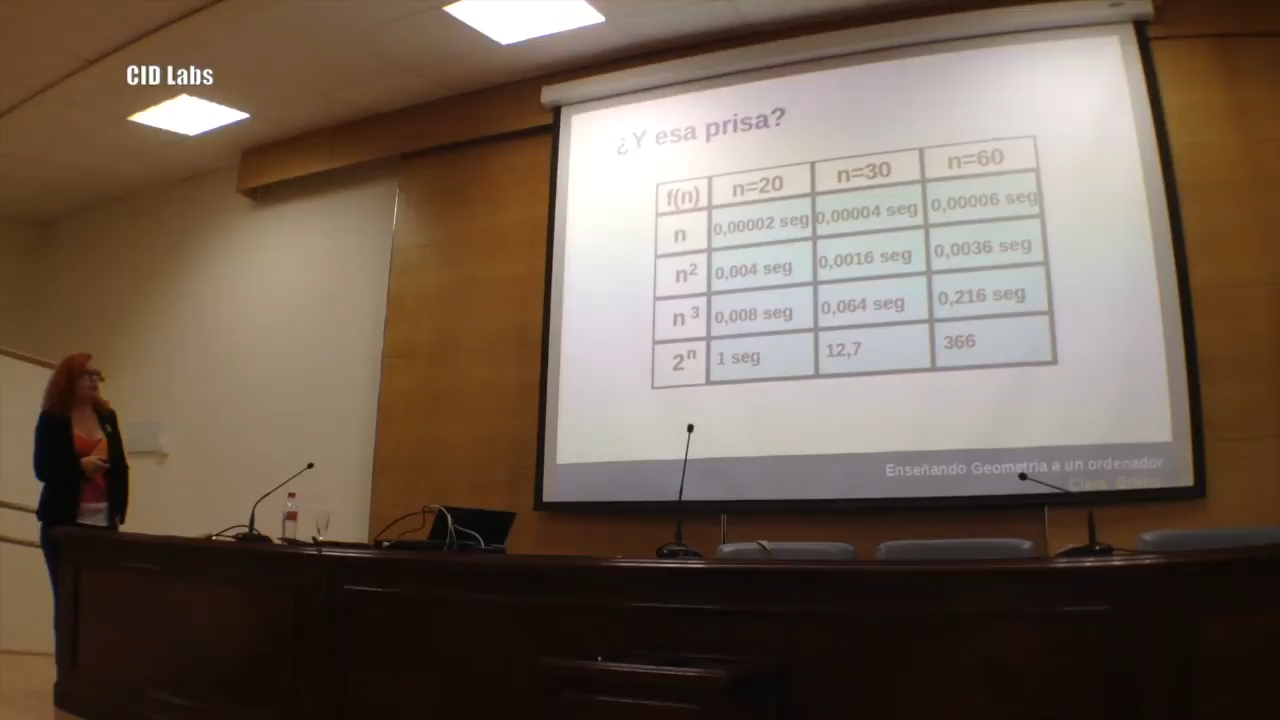 CID Labs
¿Y esa prisa?
f(n) n=20 n=30 n=60
n 0,00002 seg 0,00004 seg 0,00006 seg
n² 0,004 seg 0,0016 seg 0,0036 seg
n³ 0,008 seg 0,064 seg 0,216 seg
2ⁿ 1 seg 12,7 366
Enseñando Geometria a un ordenador
Clara